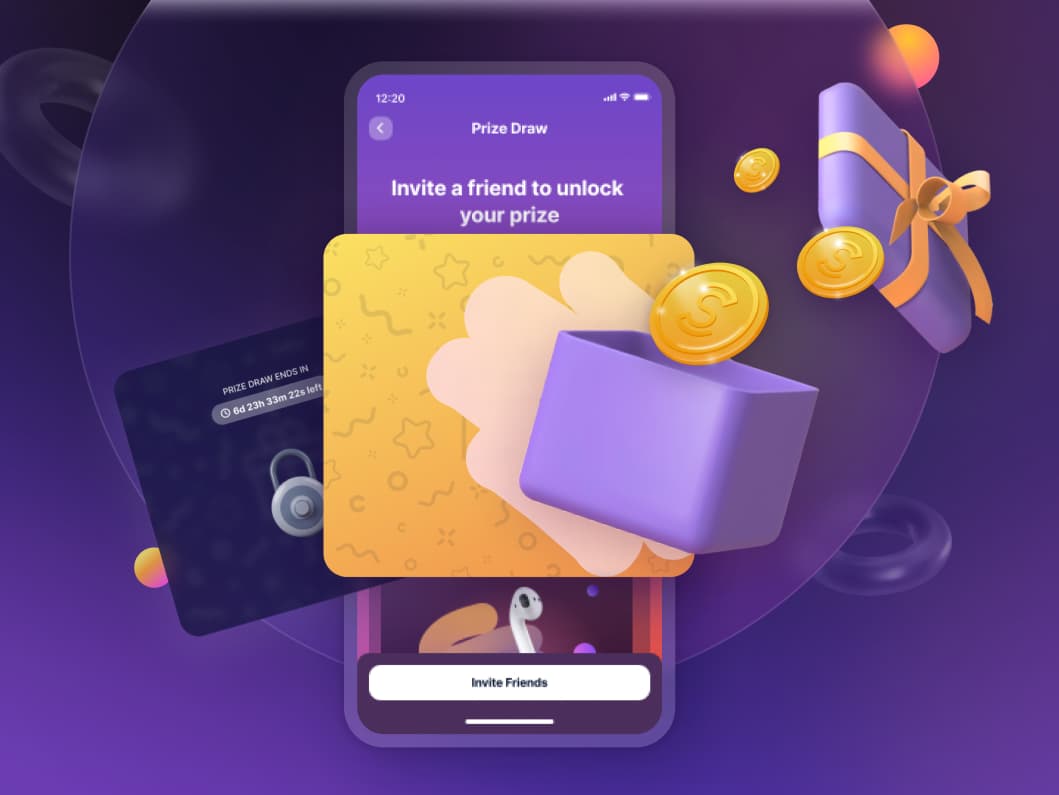 12:20
Prize Draw
Invite a friend to unlock
your prize
PRIZE DRAW ENDS IN
6d 23h 33m 22s left
Invite Friends